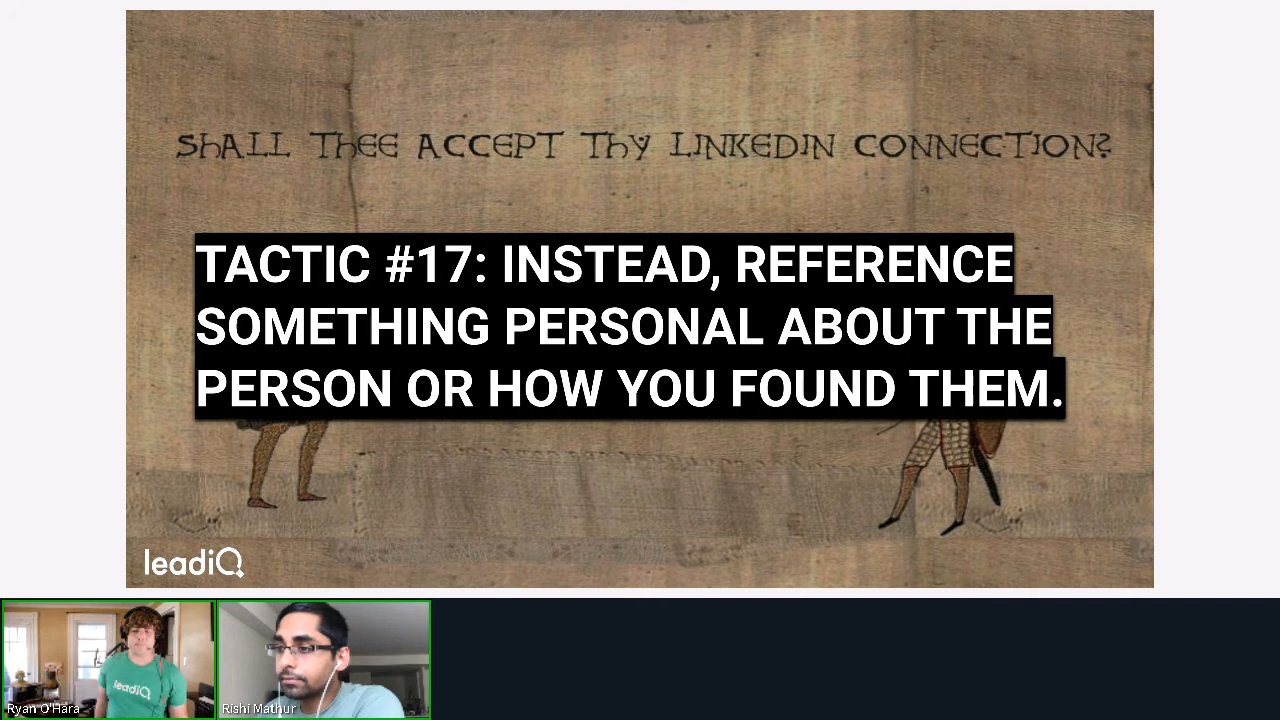 SHALL THEE ACCEPT THY LINKEDIN CONNECTION?
TACTIC #17: INSTEAD, REFERENCE
SOMETHING PERSONAL ABOUT THE
PERSON OR HOW YOU FOUND THEM.
leadiQ
leadiQ
Ryan O'Hara
Rishi Mathur